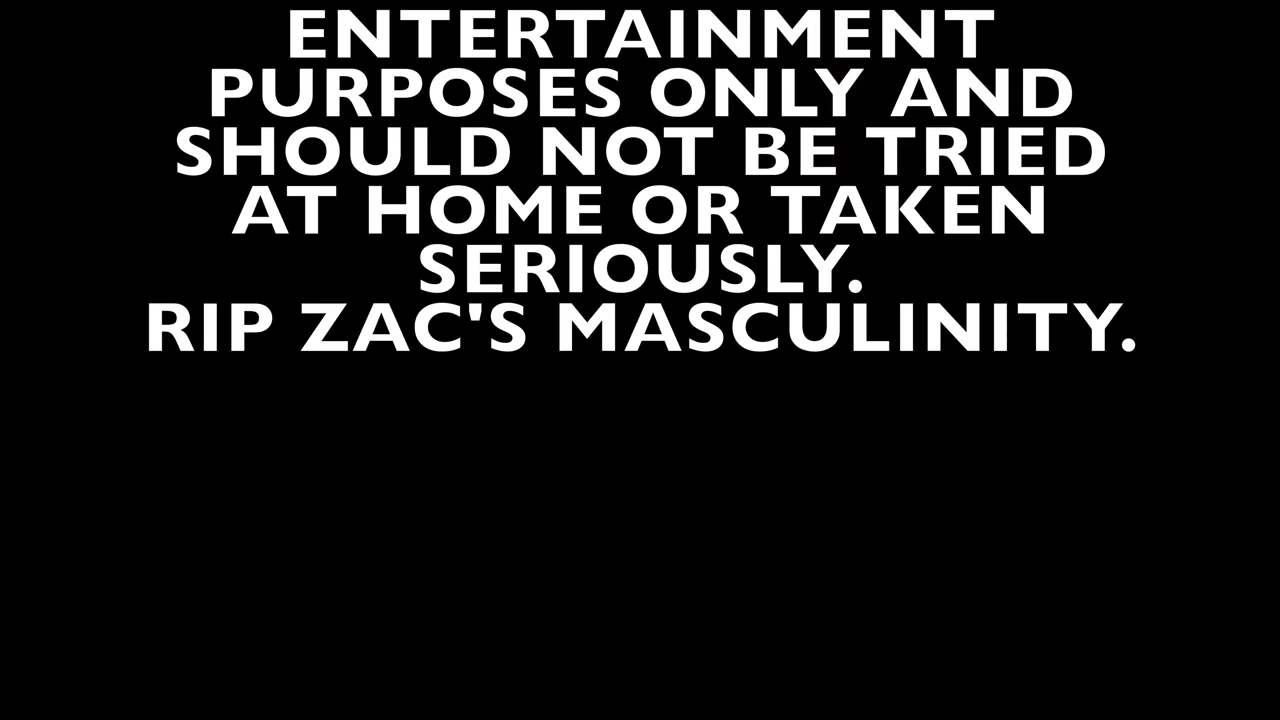 ENTERTAINMENT
PURPOSES ONLY AND
SHOULD NOT BE TRIED
AT HOME OR TAKEN
SERIOUSLY.
RIP ZAC'S MASCULINITY.